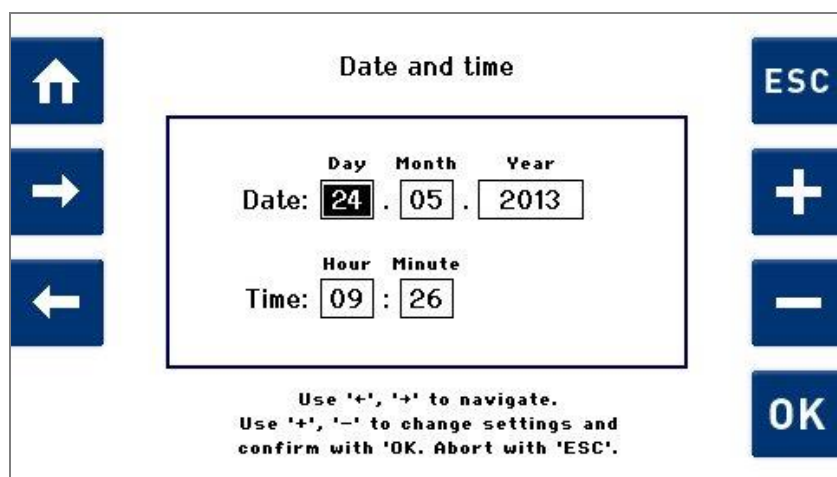 Date and time
ESC
Day Month Year
Date: 24 . 05 . 2013
Hour Minute
Time: 09 : 26
Use '←', '→' to navigate.
Use '+', '-' to change settings and
confirm with 'OK. Abort with 'ESC'.
OK